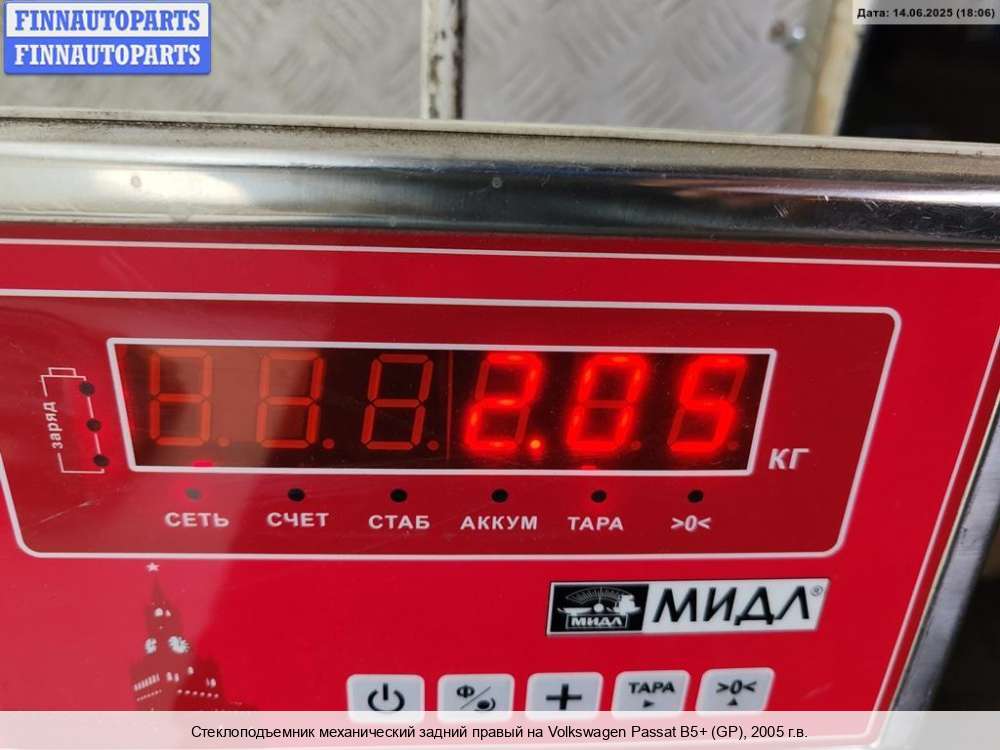 FINNAUTOPARTS
FINNAUTOPARTS
Дата: 14.06.2025 (18:06)
заряд
2.05
КГ
СЕТЬ СЧЕТ СТАБ АККУМ ТАРА >0<
МИДЛ МИДЛ®
Ф + ТАРА >0<
Стеклоподъемник механический задний правый на Volkswagen Passat B5+ (GP), 2005 г.в.